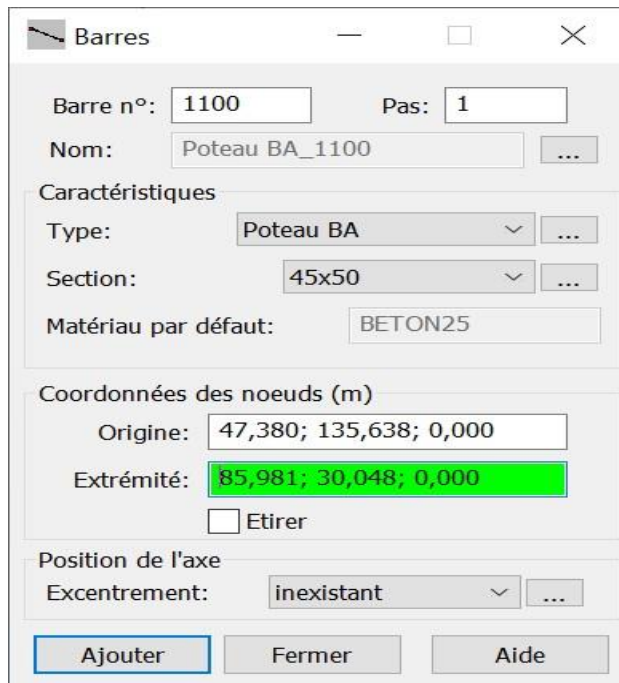 Barres
Barre n°: 1100 Pas: 1
Nom: Poteau BA_1100 ...
Caractéristiques
Type: Poteau BA ...
Section: 45x50 ...
Matériau par défaut: BETON25
Coordonnées des noeuds (m)
Origine: 47,380; 135,638; 0,000
Extrémité: 85,981; 30,048; 0,000
Etirer
Position de l'axe
Excentrement: inexistant ...
Ajouter Fermer Aide